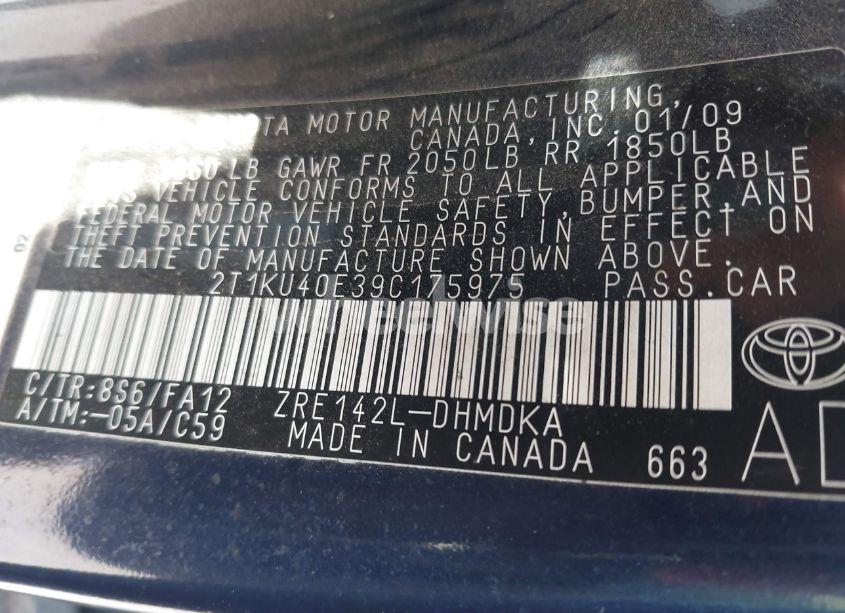 TA MOTOR MANUFACTURING,
CANADA, INC. 01/09
LB GAWR FR 2050LB RR 1850LB
THIS VEHICLE CONFORMS TO ALL APPLICABLE
FEDERAL MOTOR VEHICLE SAFETY, BUMPER, AND
THEFT PREVENTION STANDARDS IN EFFECT ON
THE DATE OF MANUFACTURE SHOWN ABOVE.
2T1KU40E39C175975 PASS.CAR
C/TR:8S6/FA12 ZRE142L-DHMDKA
A/TM:-05A/C59 MADE IN CANADA 663 A
02